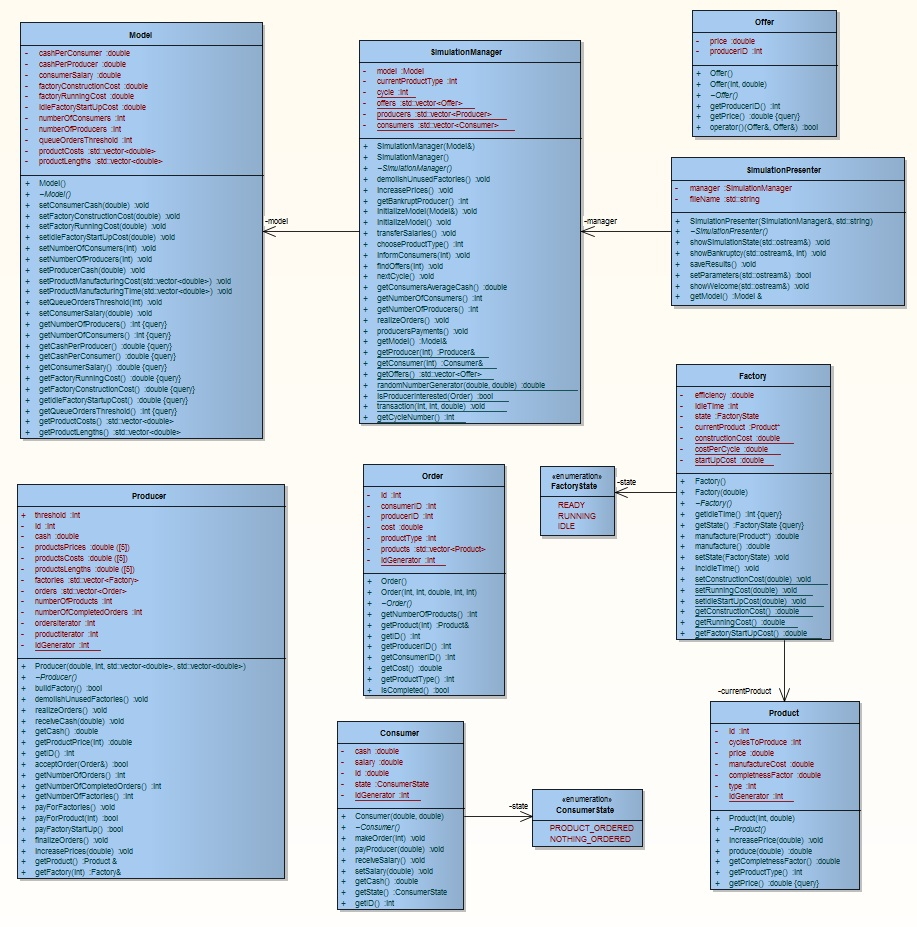 Model
- cashPerConsumer :double
- cashPerProducer :double
- consumerSalary :double
- factoryConstructionCost :double
- factoryRunningCost :double
- idleFactoryStartUpCost :double
- numberOfConsumers :int
- numberOfProducers :int
- queueOrdersThreshold :int
- productCosts :std::vector<double>
- productLengths :std::vector<double>
+ Model()
+ ~Model()
+ setConsumerCash(double) :void
+ setFactoryConstructionCost(double) :void
+ setFactoryRunningCost(double) :void
+ setIdleFactoryStartUpCost(double) :void
+ setNumberOfConsumers(int) :void
+ setNumberOfProducers(int) :void
+ setProducerCash(double) :void
+ setProductManufacturingCost(std::vector<double>) :void
+ setProductManufacturingTime(std::vector<double>) :void
+ setQueueOrdersThreshold(int) :void
+ setConsumerSalary(double) :void
+ getNumberOfProducers() :int {query}
+ getNumberOfConsumers() :int {query}
+ getCashPerProducer() :double {query}
+ getCashPerConsumer() :double {query}
+ getConsumerSalary() :double {query}
+ getFactoryRunningCost() :double {query}
+ getFactoryConstructionCost() :double {query}
+ getIdleFactoryStartupCost() :double {query}
+ getQueueOrdersThreshold() :int {query}
+ getProductCosts() :std::vector<double>
+ getProductLengths() :std::vector<double>
-model
SimulationManager
- model :Model
- currentProductType :int
- cycle :int
- offers :std::vector<Offer>
- producers :std::vector<Producer>
- consumers :std::vector<Consumer>
+ SimulationManager(Model&)
+ SimulationManager()
+ ~SimulationManager()
+ demolishUnusedFactories() :void
+ increasePrices() :void
+ getBankruptProducer() :int
+ initializeModel(Model&) :void
+ initializeModel() :void
+ transferSalaries() :void
+ chooseProductType() :int
+ informConsumers(int) :void
+ findOffers(int) :void
+ nextCycle() :void
+ getConsumersAverageCash() :double
+ getNumberOfConsumers() :int
+ getNumberOfProducers() :int
+ realizeOrders() :void
+ producersPayments() :void
+ getModel() :Model&
+ getProducer(int) :Producer&
+ getConsumer(int) :Consumer&
+ getOffers() :std::vector<Offer>
+ randomNumberGenerator(double, double) :double
+ isProducerInterested(Order) :bool
+ transaction(int, int, double) :void
+ getCycleNumber() :int
-manager
Offer
- price :double
- producerID :int
+ Offer()
+ Offer(int, double)
+ ~Offer()
+ getProducerID() :int
+ getPrice() :double {query}
+ operator()(Offer&, Offer&) :bool
SimulationPresenter
- manager :SimulationManager
- fileName :std::string
+ SimulationPresenter(SimulationManager&, std::string)
+ ~SimulationPresenter()
+ showSimulationState(std::ostream&) :void
+ showBankruptcy(std::ostream&, int) :void
+ saveResults() :void
+ setParameters(std::ostream&) :bool
+ showWelcome(std::ostream&) :void
+ getModel() :Model &
Factory
- efficiency :double
- idleTime :int
- state :FactoryState
- currentProduct :Product*
- constructionCost :double
- costPerCycle :double
- startUpCost :double
+ Factory()
+ Factory(double)
+ ~Factory()
+ getIdleTime() :int {query}
+ getState() :FactoryState {query}
+ manufacture(Product*) :double
+ manufacture() :double
+ setState(FactoryState) :void
+ incIdleTime() :void
+ setConstructionCost(double) :void
+ setRunningCost(double) :void
+ setIdleStartUpCost(double) :void
+ getConstructionCost() :double
+ getRunningCost() :double
+ getFactoryStartUpCost() :double
-state
«enumeration»
FactoryState
READY
RUNNING
IDLE
-currentProduct
Producer
+ threshold :int
- id :int
- cash :double
- productsPrices :double ([5])
- productsCosts :double ([5])
- productsLengths :double ([5])
- factories :std::vector<Factory>
- orders :std::vector<Order>
- numberOfProducts :int
- numberOfCompletedOrders :int
- ordersIterator :int
- productIterator :int
- idGenerator :int
+ Producer(double, int, std::vector<double>, std::vector<double>)
+ ~Producer()
+ buildFactory() :bool
+ demolishUnusedFactories() :void
+ realizeOrders() :void
+ receiveCash(double) :void
+ getCash() :double
+ getProductPrice(int) :double
+ getID() :int
+ acceptOrder(Order&) :bool
+ getNumberOfOrders() :int
+ getNumberOfCompletedOrders() :int
+ getNumberOfFactories() :int
+ payForFactories() :void
+ payForProduct(int) :bool
+ payFactoryStartUp() :bool
+ finalizeOrders() :void
+ increasePrices(double) :void
+ getProduct() :Product &
+ getFactory(int) :Factory&
Order
- id :int
- consumerID :int
- producerID :int
- cost :double
- productType :int
- products :std::vector<Product>
- idGenerator :int
+ Order()
+ Order(int, int, double, int, int)
+ ~Order()
+ getNumberOfProducts() :int
+ getProduct(int) :Product&
+ getID() :int
+ getProducerID() :int
+ getConsumerID() :int
+ getCost() :double
+ getProductType() :int
+ isCompleted() :bool
Consumer
- cash :double
- salary :double
- id :double
- state :ConsumerState
- idGenerator :int
+ Consumer(double, double)
+ ~Consumer()
+ makeOrder(int) :void
+ payProducer(double) :void
+ receiveSalary() :void
+ setSalary(double) :void
+ getCash() :double
+ getState() :ConsumerState
+ getID() :int
-state
«enumeration»
ConsumerState
PRODUCT_ORDERED
NOTHING_ORDERED
Product
- id :int
- cyclesToProduce :int
- price :double
- manufactureCost :double
- completnessFactor :double
- type :int
- idGenerator :int
+ Product(int, double)
+ ~Product()
+ increasePrice(double) :void
+ produce(double) :double
+ getCompletnessFactor() :double
+ getProductType() :int
+ getPrice() :double {query}